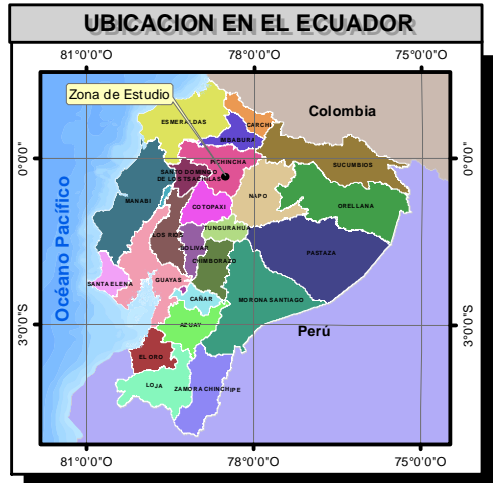 UBICACION EN EL ECUADOR
81°0'0"O 78°0'0"O 75°0'0"O
Zona de Estudio
Colombia
ESMERALDAS
CARCHI
IMBABURA
0°0'0" 0°0'0"
PICHINCHA
SUCUMBIOS
SANTO DOMINGO
DE LOS TSACHILAS
MANABI
NAPO
ORELLANA
COTOPAXI
Océano Pacífico
TUNGURAHUA
LOS RIOS
BOLIVAR
PASTAZA
CHIMBORAZO
SANTA ELENA
GUAYAS
CAÑAR
MORONA SANTIAGO
3°0'0"S 3°0'0"S
AZUAY
Perú
EL ORO
LOJA
ZAMORA CHINCHIPE
81°0'0"O 78°0'0"O 75°0'0"O